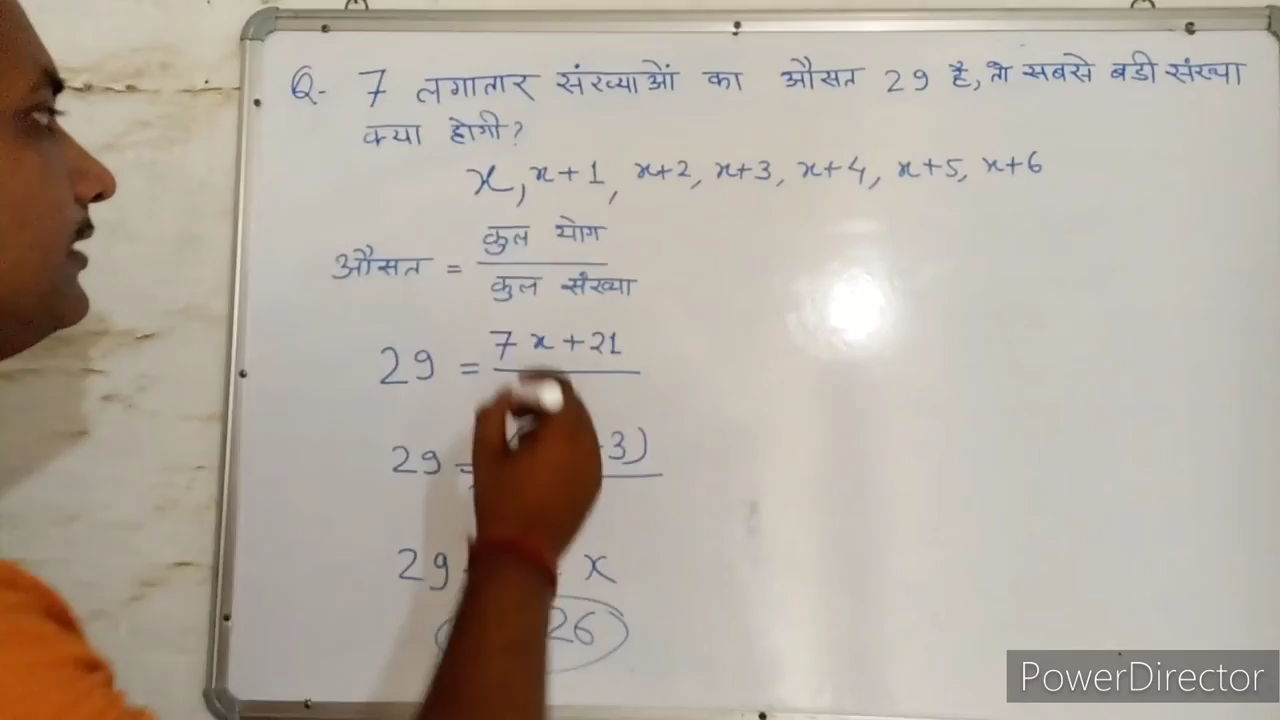 Q- 7 लगातार संख्याओं का औसत 29 है, तो सबसे बडी संख्या
क्या होगी?
x, x+1, x+2, x+3, x+4, x+5, x+6
औसत = कुल योग
कुल संख्या
29 = 7x+21
29 = 3)
29 x
26
PowerDirector